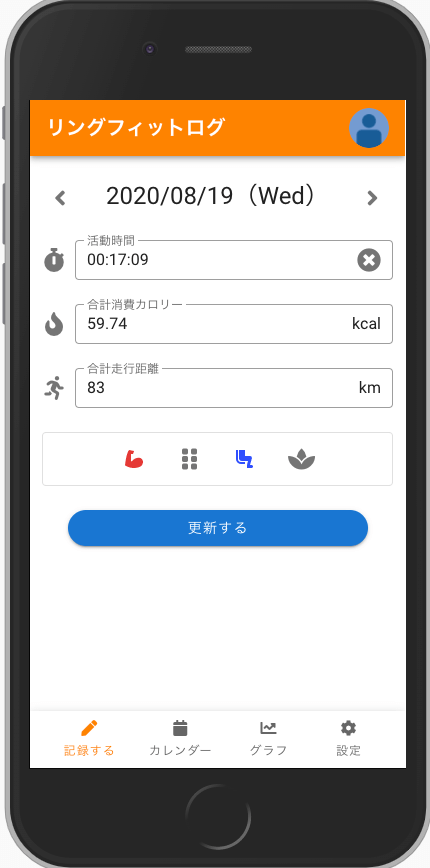 リングフィットログ
2020/08/19（Wed）
活動時間
00:17:09
合計消費カロリー
59.74 kcal
合計走行距離
83 km
更新する
記録する カレンダー グラフ 設定